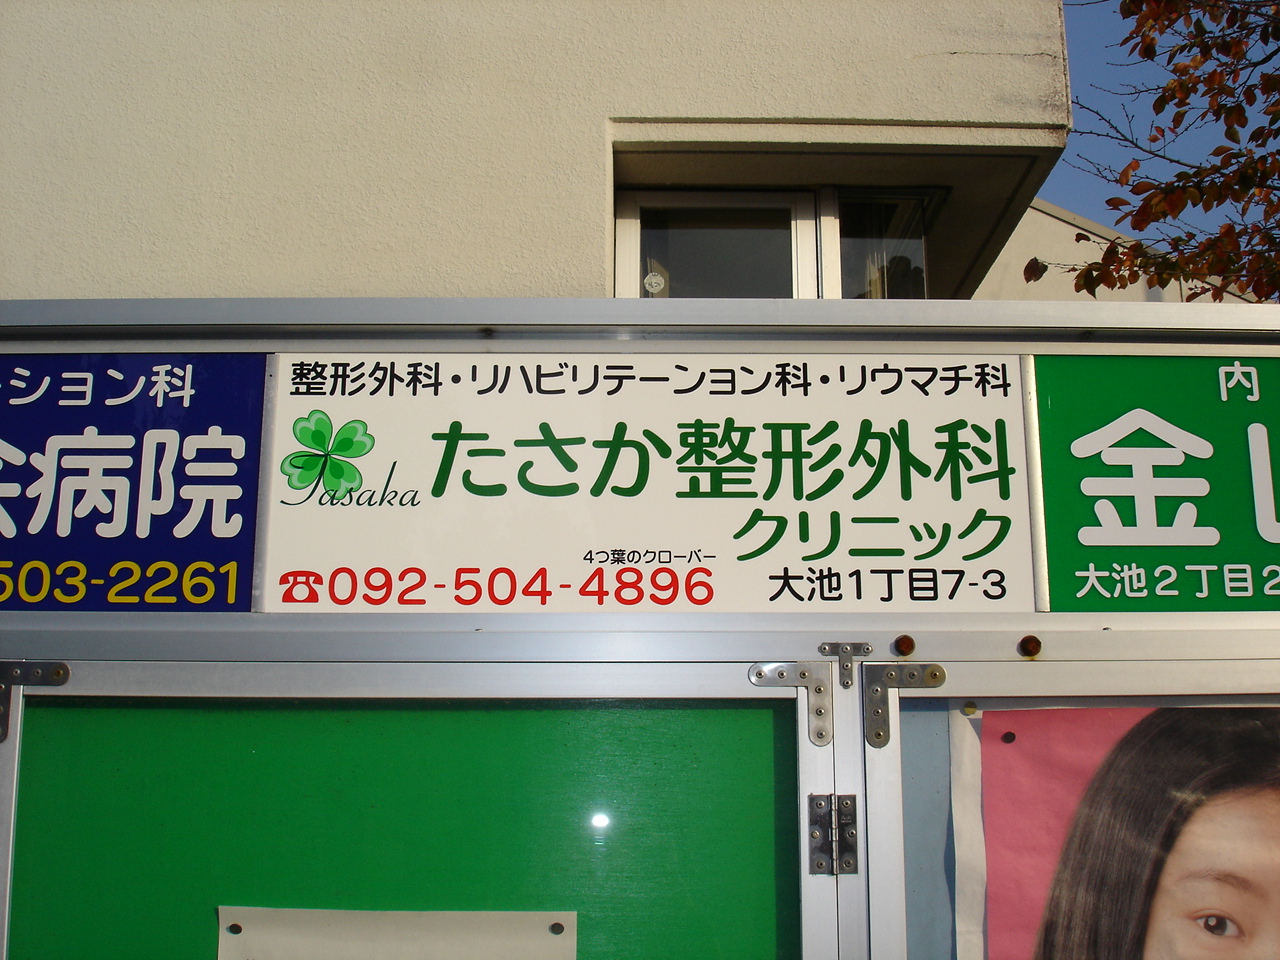 ーション科
病院
503-2261
整形外科・リハビリテーンョン科・リウマチ科
Tasaka
たさか整形外科
クリニック
4つ葉のクローバー
☎092-504-4896
大池1丁目7-3
内
金し
大池2丁目2